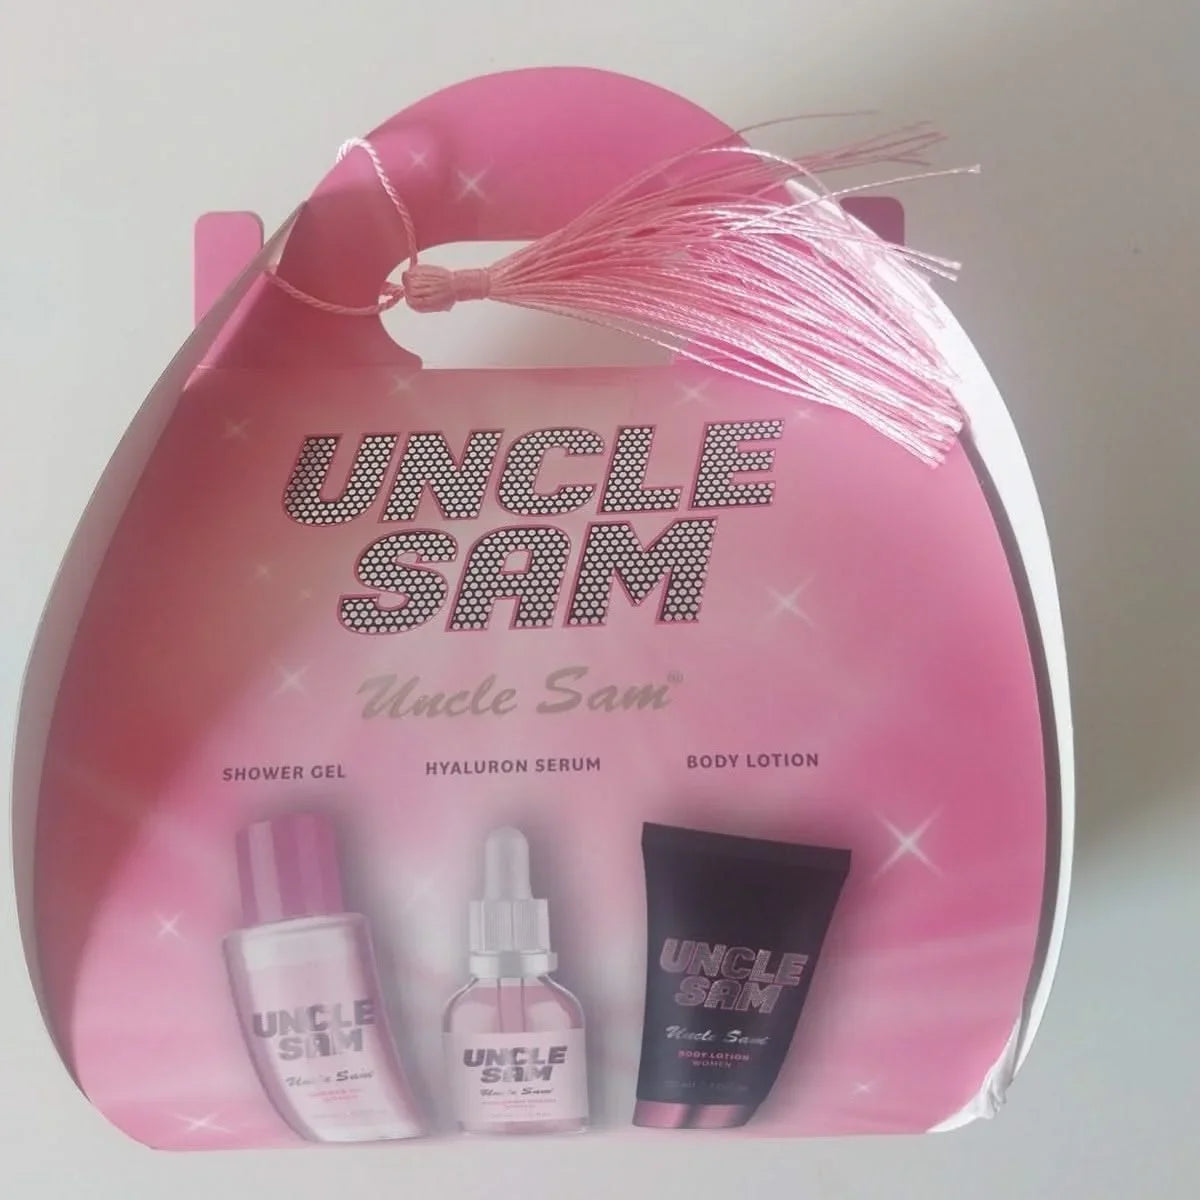 UNCLE
SAM
Uncle Sam®
SHOWER GEL
HYALURON SERUM
BODY LOTION
UNCLE
SAM
Uncle Sam
UNCLE
SAM
Uncle Sam
UNCLE
SAM
Uncle Sam
BODY LOTION
WOMEN